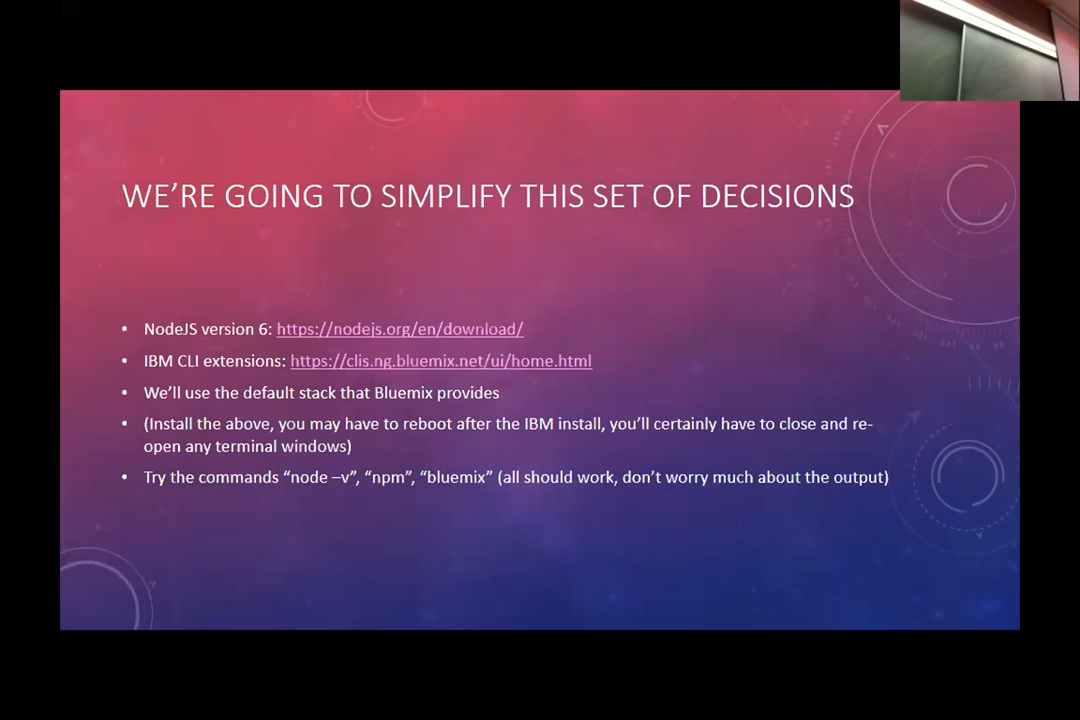 WE'RE GOING TO SIMPLIFY THIS SET OF DECISIONS
• NodeJS version 6: https://nodejs.org/en/download/
• IBM CLI extensions: https://clis.ng.bluemix.net/ui/home.html
• We'll use the default stack that Bluemix provides
• (Install the above, you may have to reboot after the IBM install, you'll certainly have to close and re-
open any terminal windows)
• Try the commands “node –v”, “npm”, “bluemix” (all should work, don't worry much about the output)